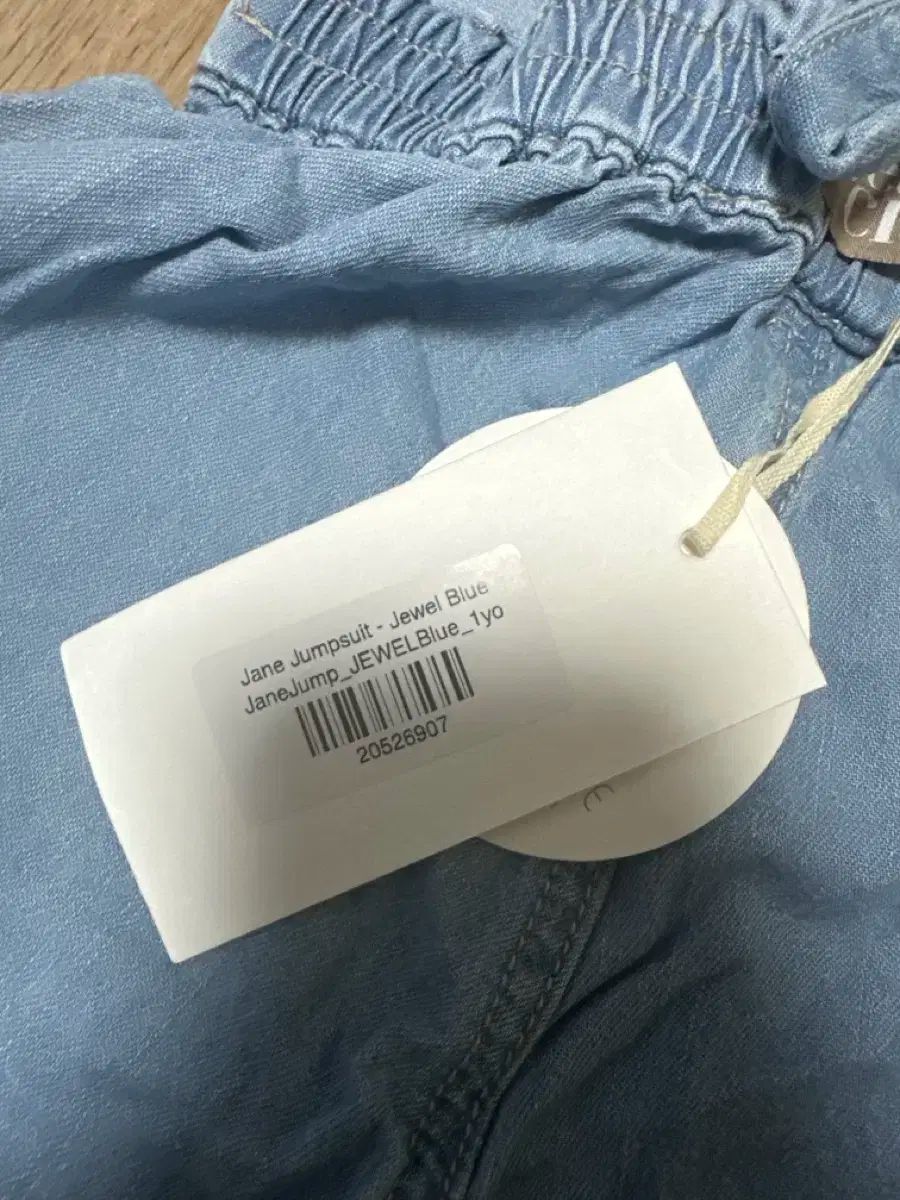 Jane Jumpsuit - Jewel Blue
JaneJump_JEWELBlue_1yo
20526907